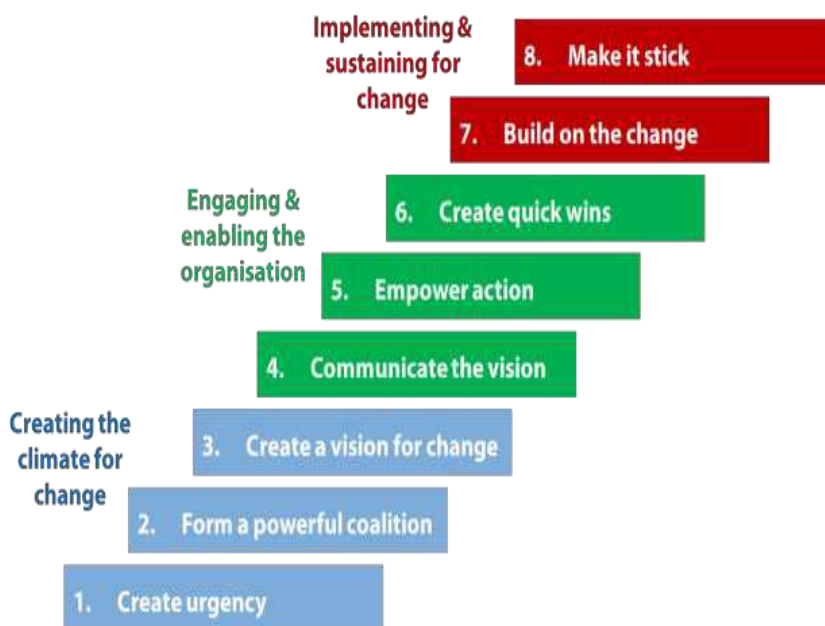 Implementing &
sustaining for
change
8. Make it stick
7. Build on the change
Engaging &
enabling the
organisation
6. Create quick wins
5. Empower action
4. Communicate the vision
Creating the
climate for
change
3. Create a vision for change
2. Form a powerful coalition
1. Create urgency